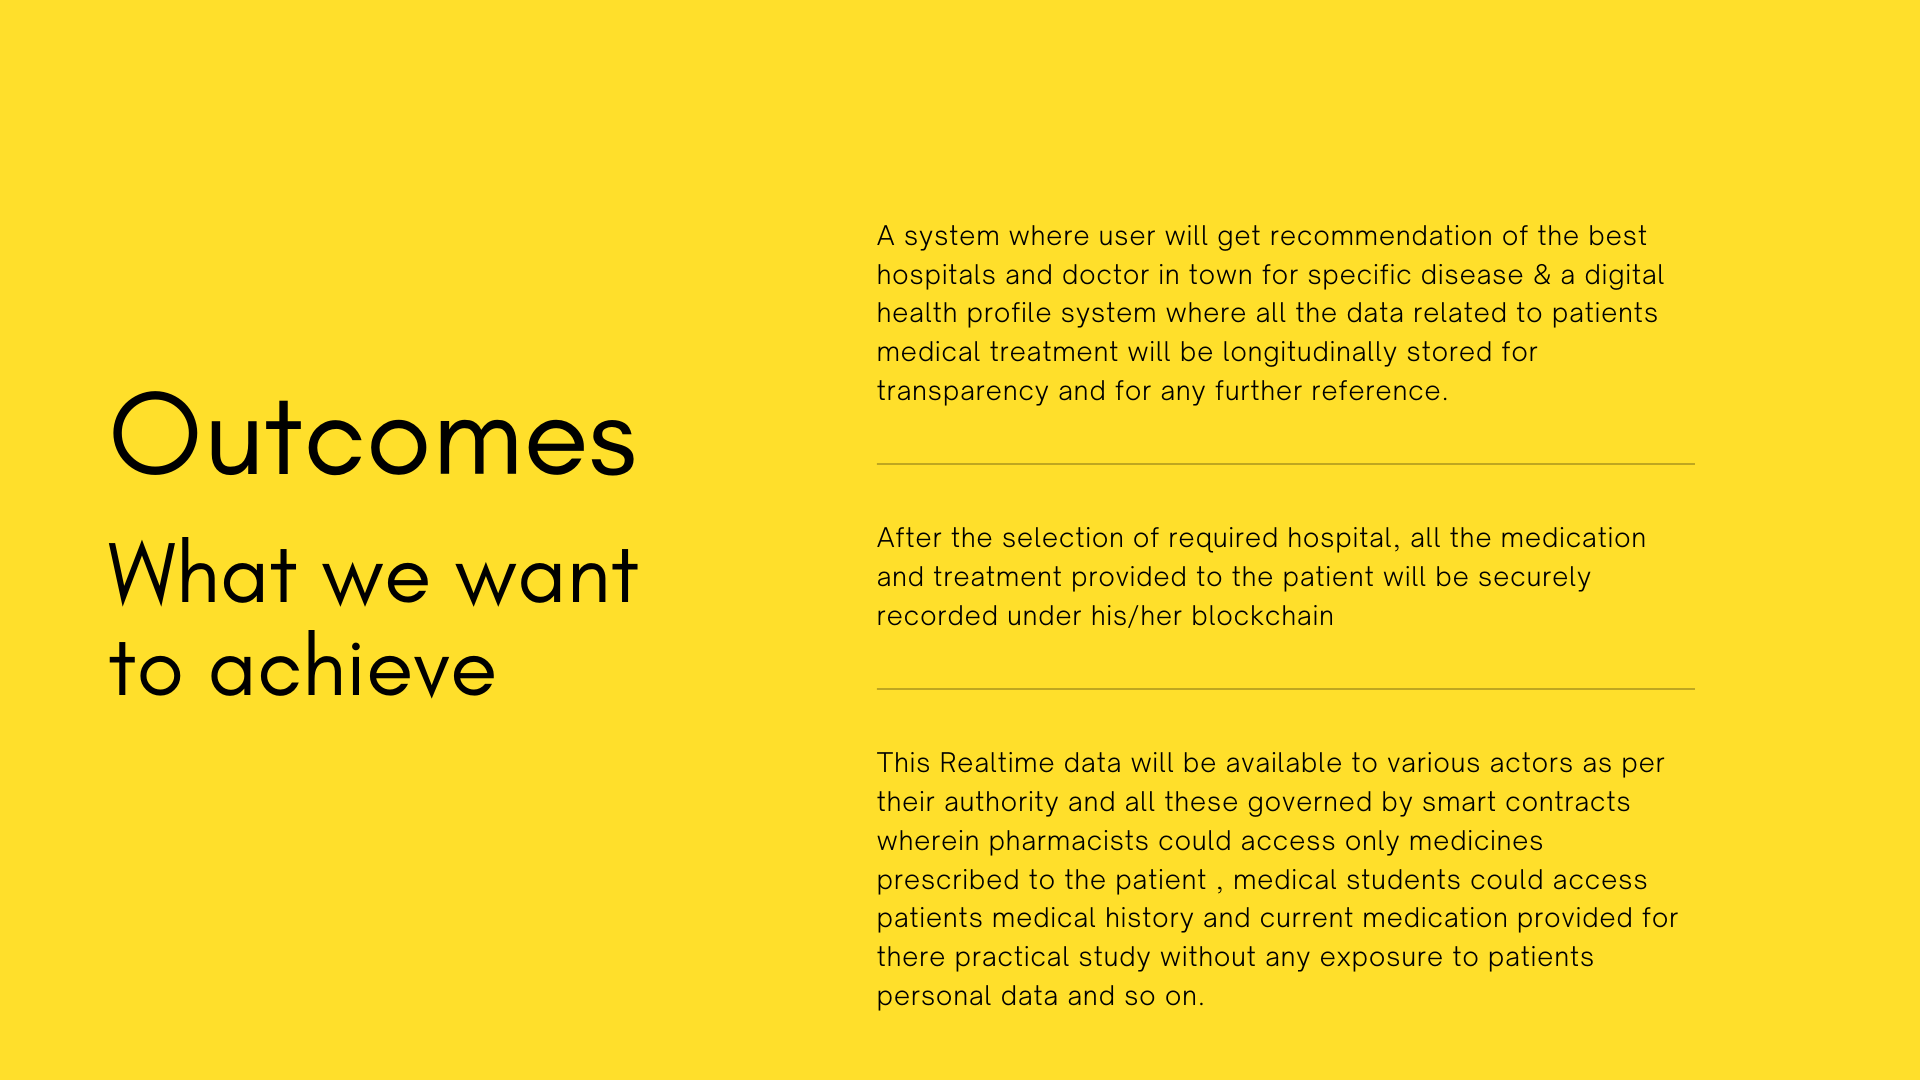 Outcomes
What we want
to achieve
A system where user will get recommendation of the best
hospitals and doctor in town for specific disease & a digital
health profile system where all the data related to patients
medical treatment will be longitudinally stored for
transparency and for any further reference.
After the selection of required hospital, all the medication
and treatment provided to the patient will be securely
recorded under his/her blockchain
This Realtime data will be available to various actors as per
their authority and all these governed by smart contracts
wherein pharmacists could access only medicines
prescribed to the patient , medical students could access
patients medical history and current medication provided for
there practical study without any exposure to patients
personal data and so on.